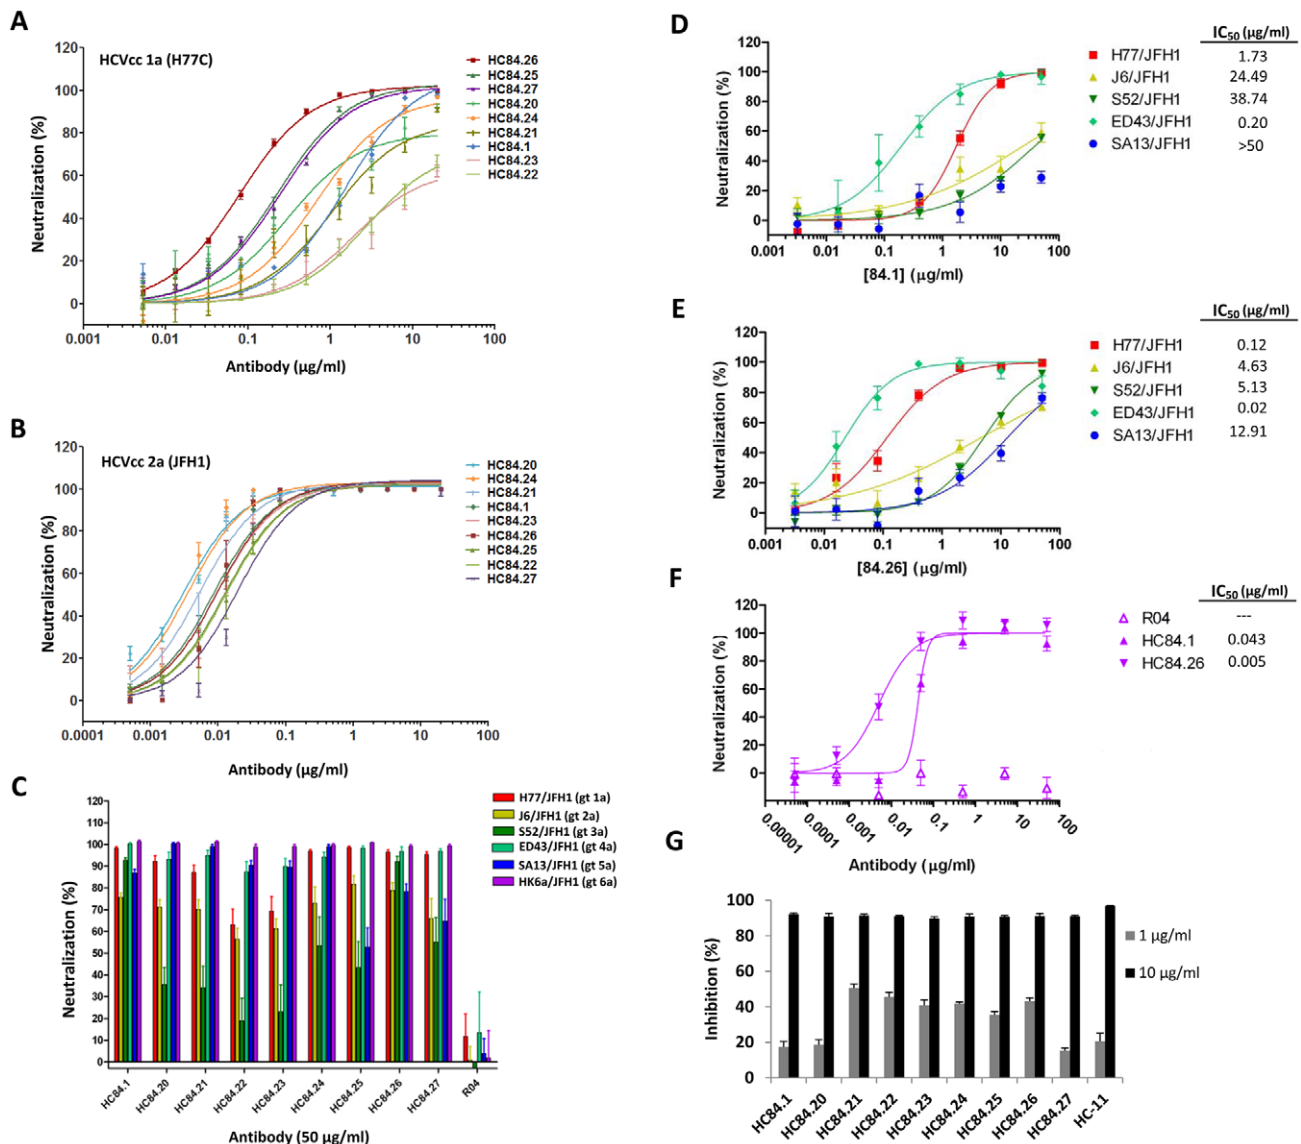 A
HCVcc 1a (H77C)
Neutralization (%)
120
100
80
60
40
20
0
0.001
0.01
0.1
1
10
100
Antibody (µg/ml)
HC84.26
HC84.25
HC84.27
HC84.20
HC84.24
HC84.21
HC84.1
HC84.23
HC84.22
B
HCVcc 2a (JFH1)
Neutralization (%)
120
100
80
60
40
20
0
0.0001
0.001
0.01
0.1
1
10
100
Antibody (µg/ml)
HC84.20
HC84.24
HC84.21
HC84.1
HC84.23
HC84.26
HC84.25
HC84.22
HC84.27
C
Neutralization (%)
120
110
100
90
80
70
60
50
40
30
20
10
0
H77/JFH1 (gt 1a)
J6/JFH1 (gt 2a)
S52/JFH1 (gt 3a)
ED43/JFH1 (gt 4a)
SA13/JFH1 (gt 5a)
HK6a/JFH1 (gt 6a)
HC84.1
HC84.20
HC84.21
HC84.22
HC84.23
HC84.24
HC84.25
HC84.26
HC84.27
R04
Antibody (50 µg/ml)
D
Neutralization (%)
120
100
80
60
40
20
0
0.001
0.01
0.1
1
10
100
[84.1] (µg/ml)
IC50 (µg/ml)
H77/JFH1 1.73
J6/JFH1 24.49
S52/JFH1 38.74
ED43/JFH1 0.20
SA13/JFH1 >50
E
Neutralization (%)
120
100
80
60
40
20
0
0.001
0.01
0.1
1
10
100
[84.26] (µg/ml)
IC50 (µg/ml)
H77/JFH1 0.12
J6/JFH1 4.63
S52/JFH1 5.13
ED43/JFH1 0.02
SA13/JFH1 12.91
F
Neutralization (%)
120
100
80
60
40
20
0
0.00001
0.0001
0.001
0.01
0.1
1
10
100
Antibody (µg/ml)
IC50 (µg/ml)
R04 ---
HC84.1 0.043
HC84.26 0.005
G
Inhibition (%)
100
80
60
40
20
0
1 µg/ml
10 µg/ml
HC84.1
HC84.20
HC84.21
HC84.22
HC84.23
HC84.24
HC84.25
HC84.26
HC84.27
HC-11